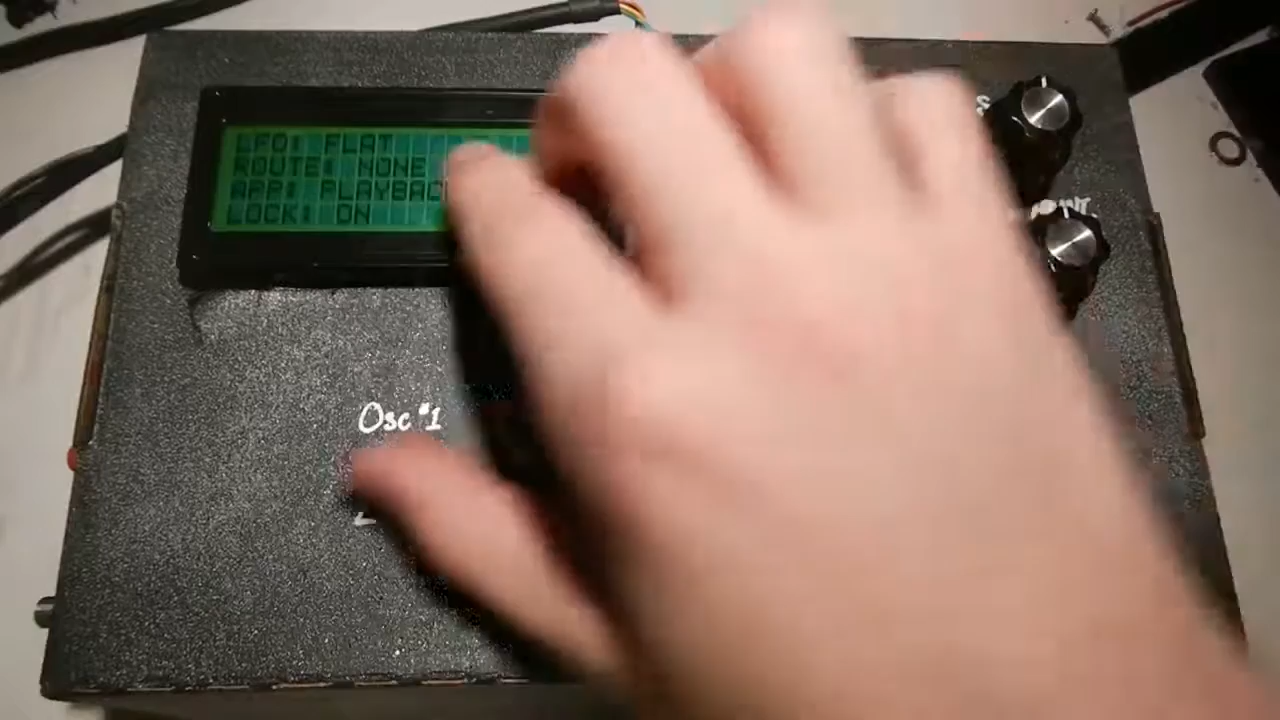 LFO: FLAT
ROUTE: NONE
APP: PLAYBAC
LOCK: ON
Osc #1